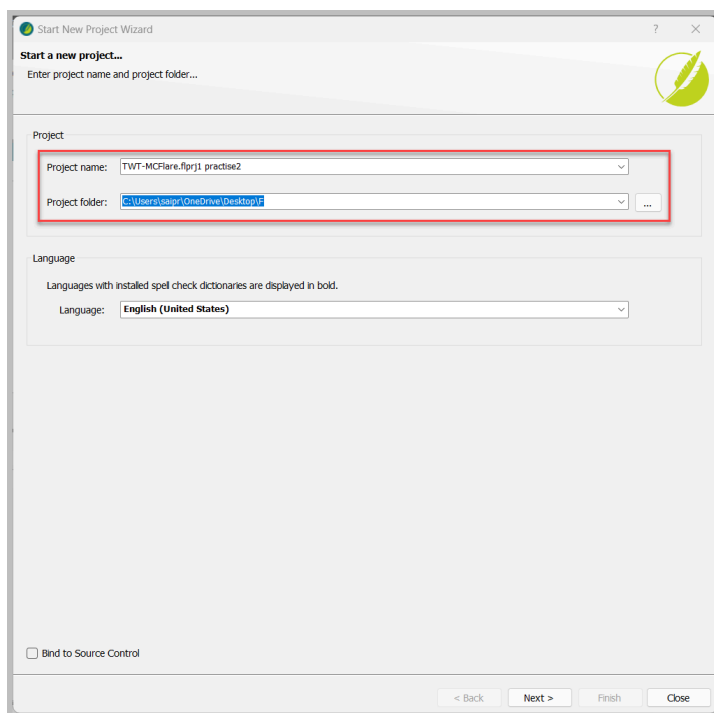 Start New Project Wizard ? ×
Start a new project...
Enter project name and project folder...
Project
Project name: TWT-MCFlare.flprj1 practise2
Project folder: C:\Users\saipr\OneDrive\Desktop\F ...
Language
Languages with installed spell check dictionaries are displayed in bold.
Language: English (United States)
Bind to Source Control
< Back Next > Finish Close